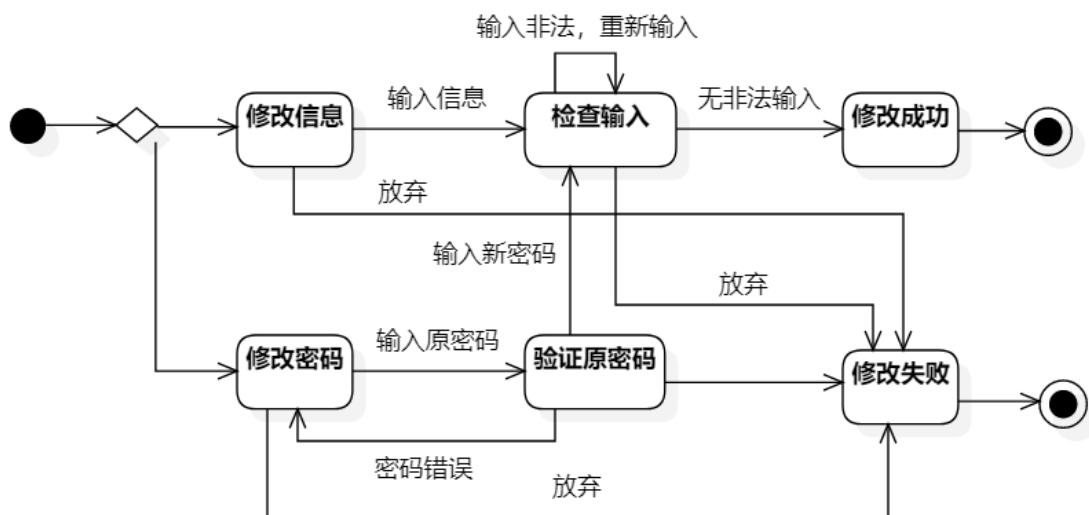 输入非法，重新输入
修改信息
输入信息
检查输入
无非法输入
修改成功
放弃
输入新密码
放弃
修改密码
输入原密码
验证原密码
修改失败
密码错误
放弃